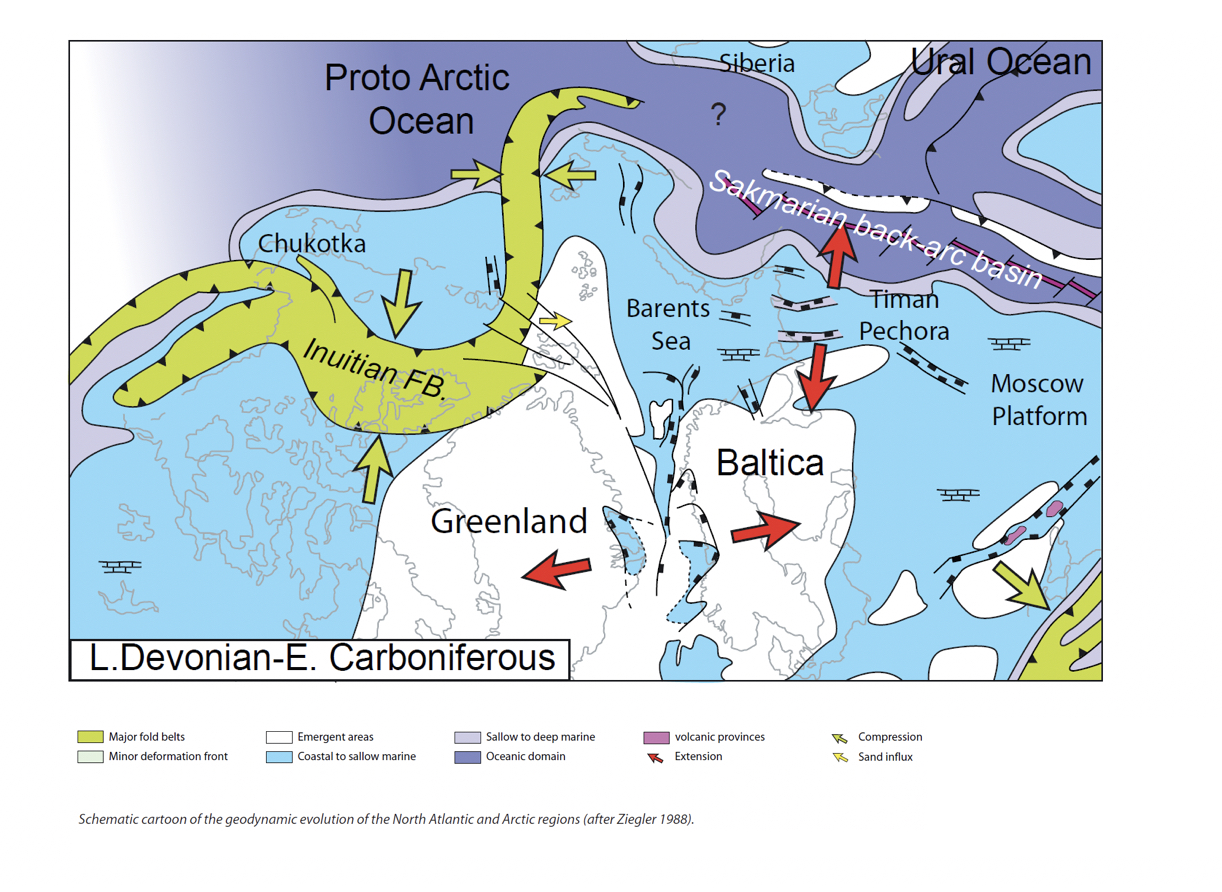 Proto Arctic
Ocean
Siberia
Ural Ocean
?
Sakmarian back-arc basin
Chukotka
Inuitian FB.
Barents
Sea
Timan
Pechora
Moscow
Platform
Baltica
Greenland
L.Devonian-E. Carboniferous
Major fold belts
Emergent areas
Sallow to deep marine
volcanic provinces
Compression
Minor deformation front
Coastal to sallow marine
Oceanic domain
Extension
Sand influx
Schematic cartoon of the geodynamic evolution of the North Atlantic and Arctic regions (after Ziegler 1988).